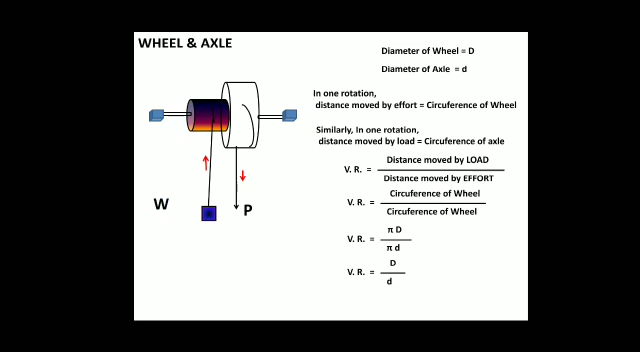 WHEEL & AXLE
Diameter of Wheel = D
Diameter of Axle = d
In one rotation,
distance moved by effort = Circuference of Wheel
Similarly, In one rotation,
distance moved by load = Circuference of axle
V. R. = Distance moved by LOAD
Distance moved by EFFORT
V. R. = Circuference of Wheel
Circuference of Wheel
V. R. = π D
π d
V. R. = D
d
W
P